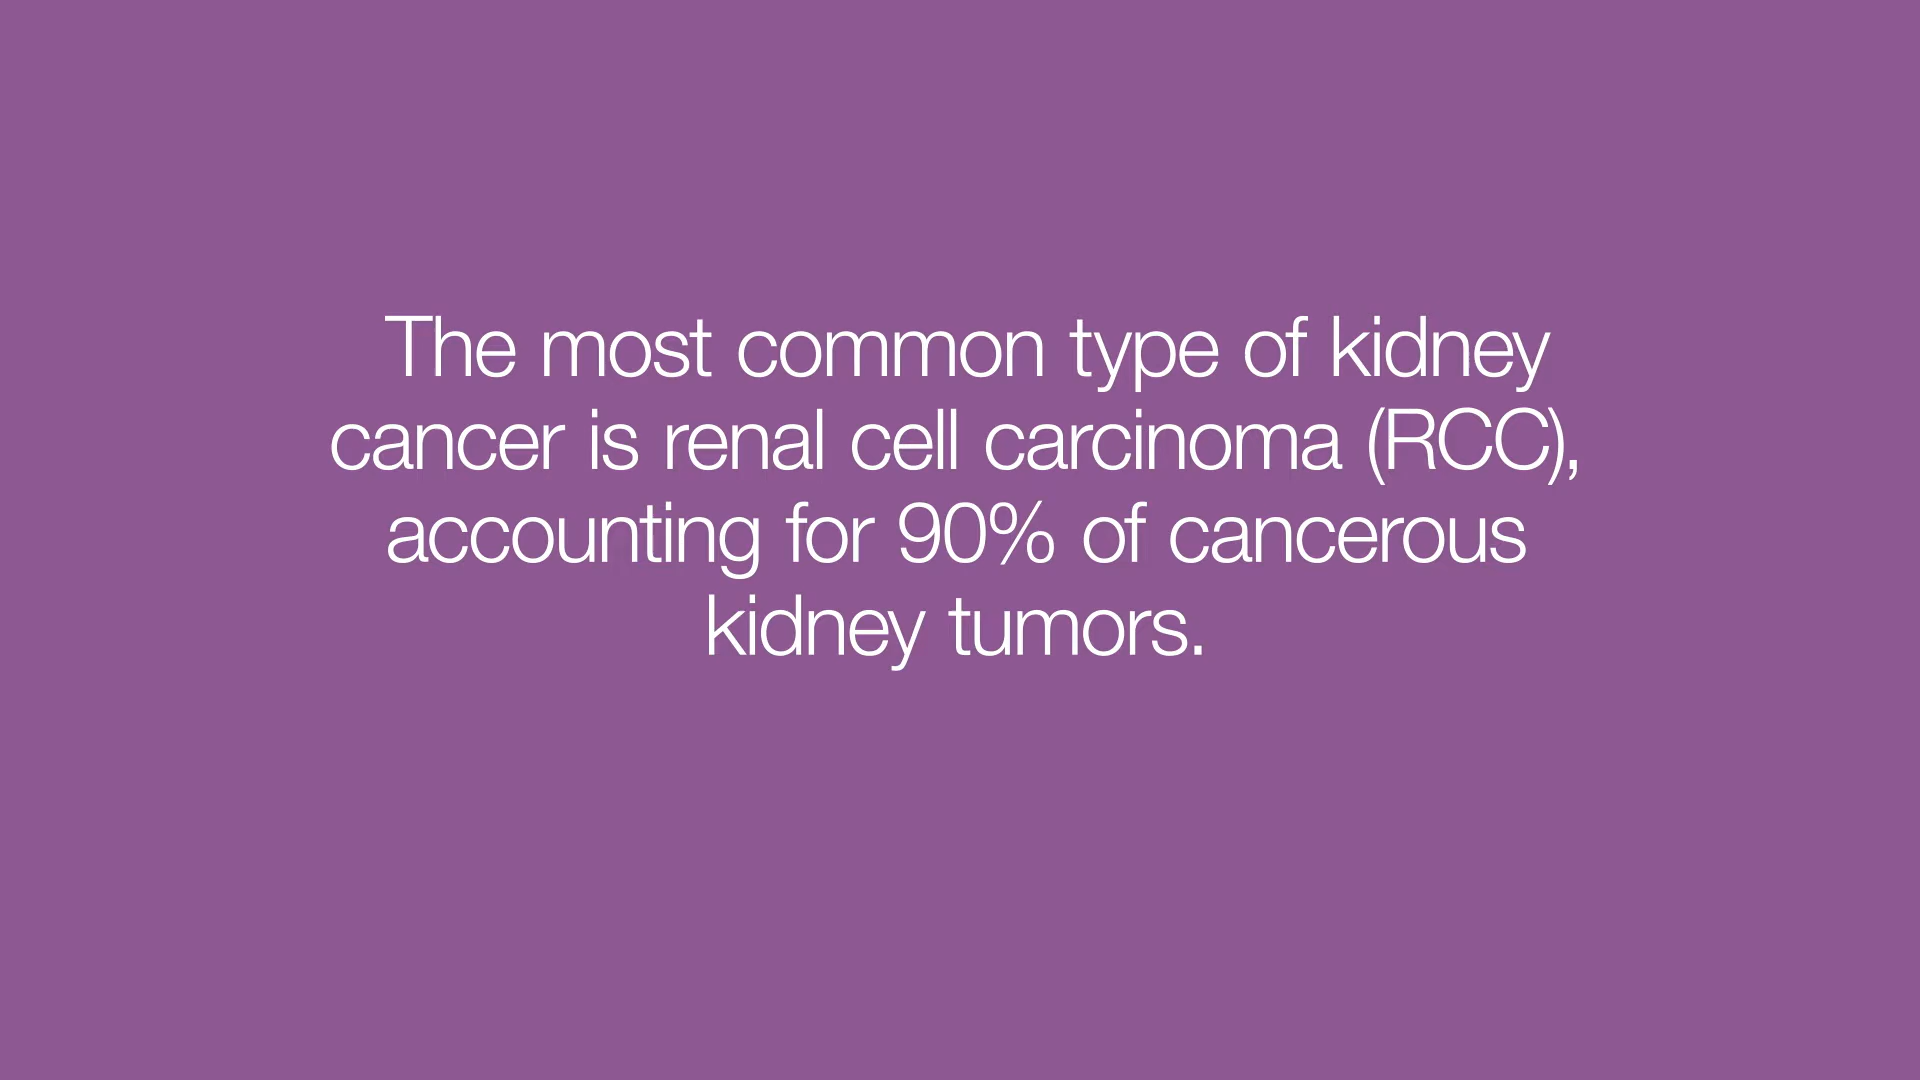 The most common type of kidney
cancer is renal cell carcinoma (RCC),
accounting for 90% of cancerous
kidney tumors.